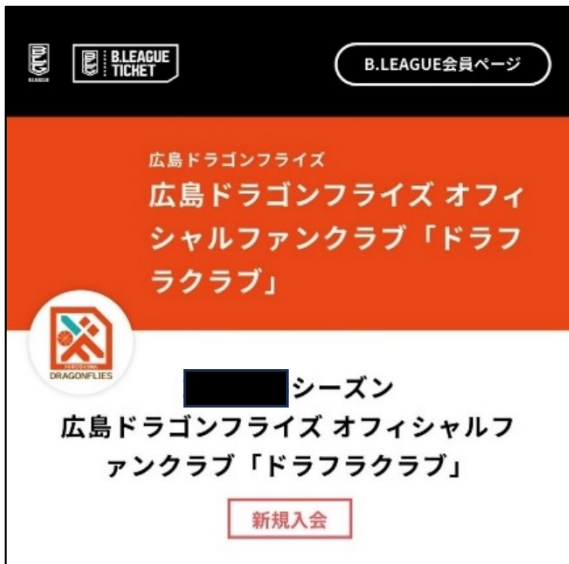 B.LEAGUE
B.LEAGUE
TICKET
B.LEAGUE会員ページ
広島ドラゴンフライズ
広島ドラゴンフライズ オフィ
シャルファンクラブ「ドラフ
ラクラブ」
HIROSHIMA
DRAGONFLIES
シーズン
広島ドラゴンフライズ オフィシャルフ
ァンクラブ「ドラフラクラブ」
新規入会